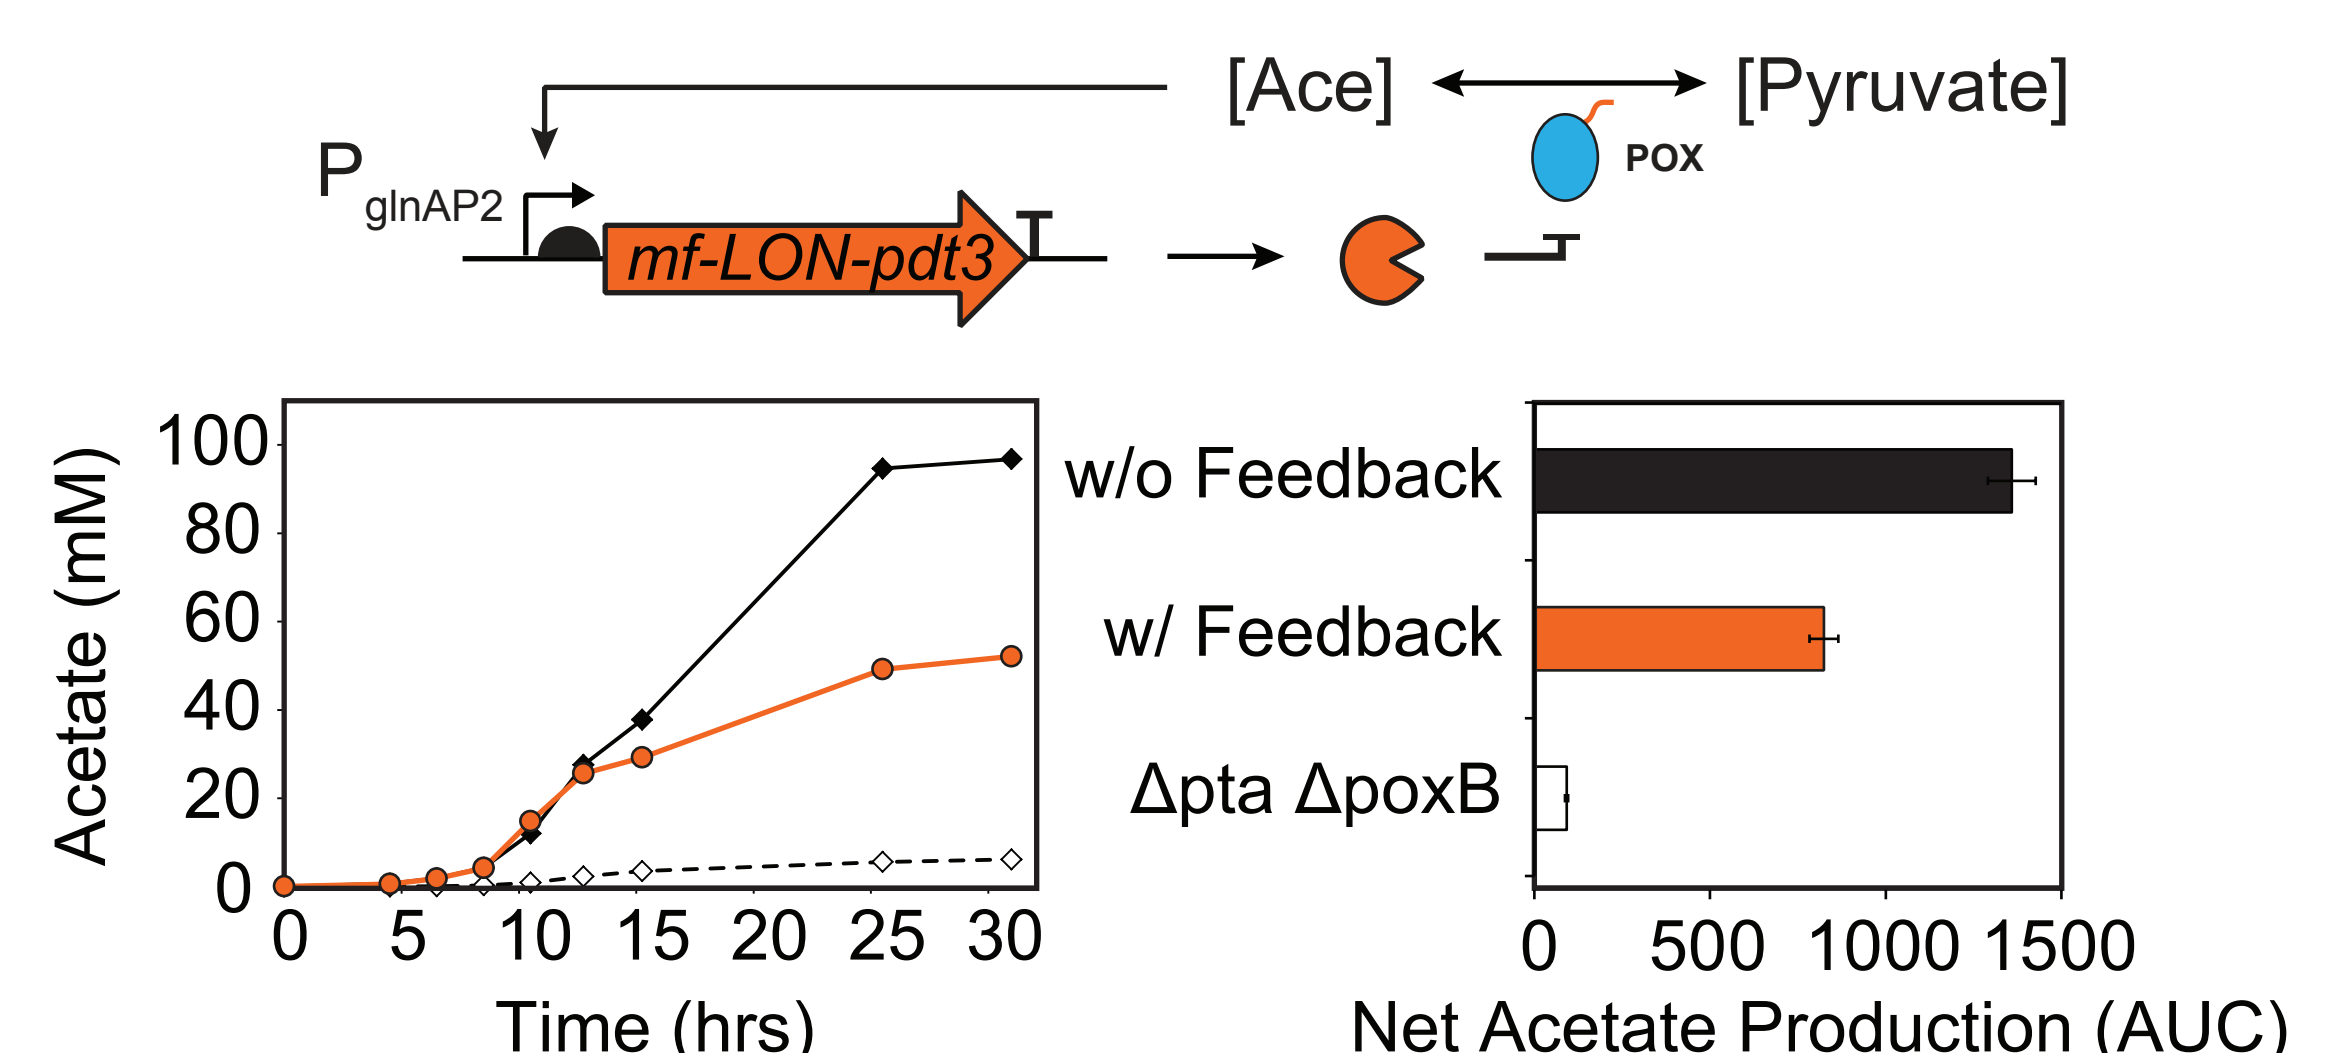 [Ace] [Pyruvate]
POX
P glnAP2
mf-LON-pdt3
Acetate (mM)
100
80
60
40
20
0
0 5 10 15 20 25 30
Time (hrs)
w/o Feedback
w/ Feedback
Δpta ΔpoxB
0 500 1000 1500
Net Acetate Production (AUC)